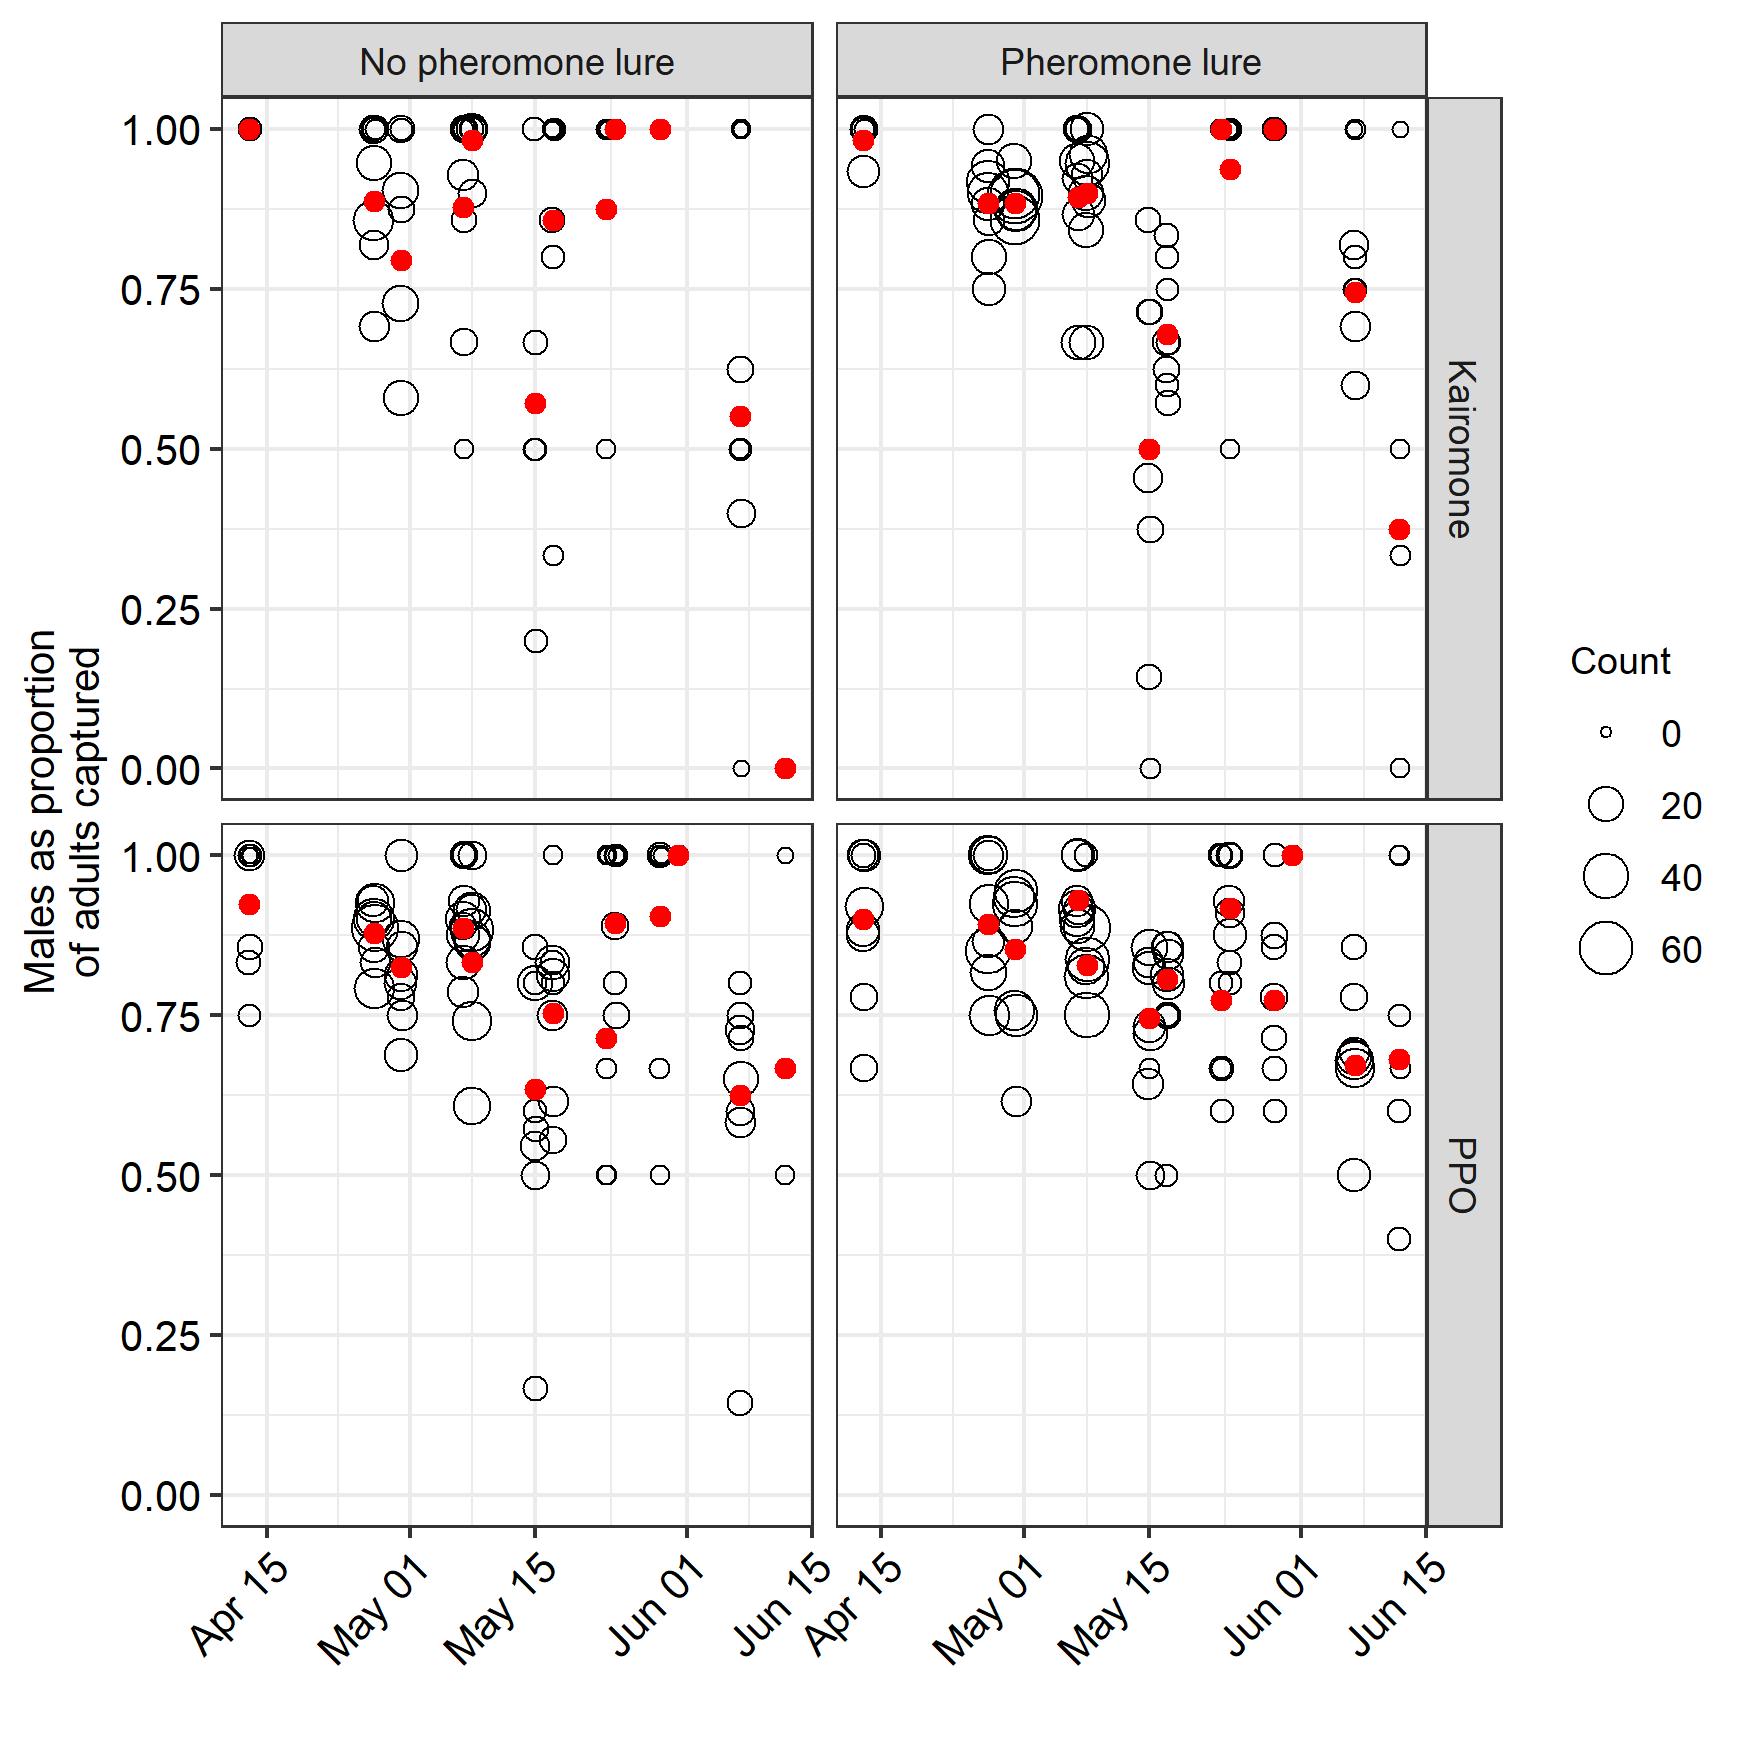 No pheromone lure
Pheromone lure
1.00
0.75
0.50
0.25
0.00
Kairomone
1.00
0.75
0.50
0.25
0.00
PPO
Males as proportion
of adults captured
Apr 15
May 01
May 15
Jun 01
Jun 15
Apr 15
May 01
May 15
Jun 01
Jun 15
Count
0
20
40
60